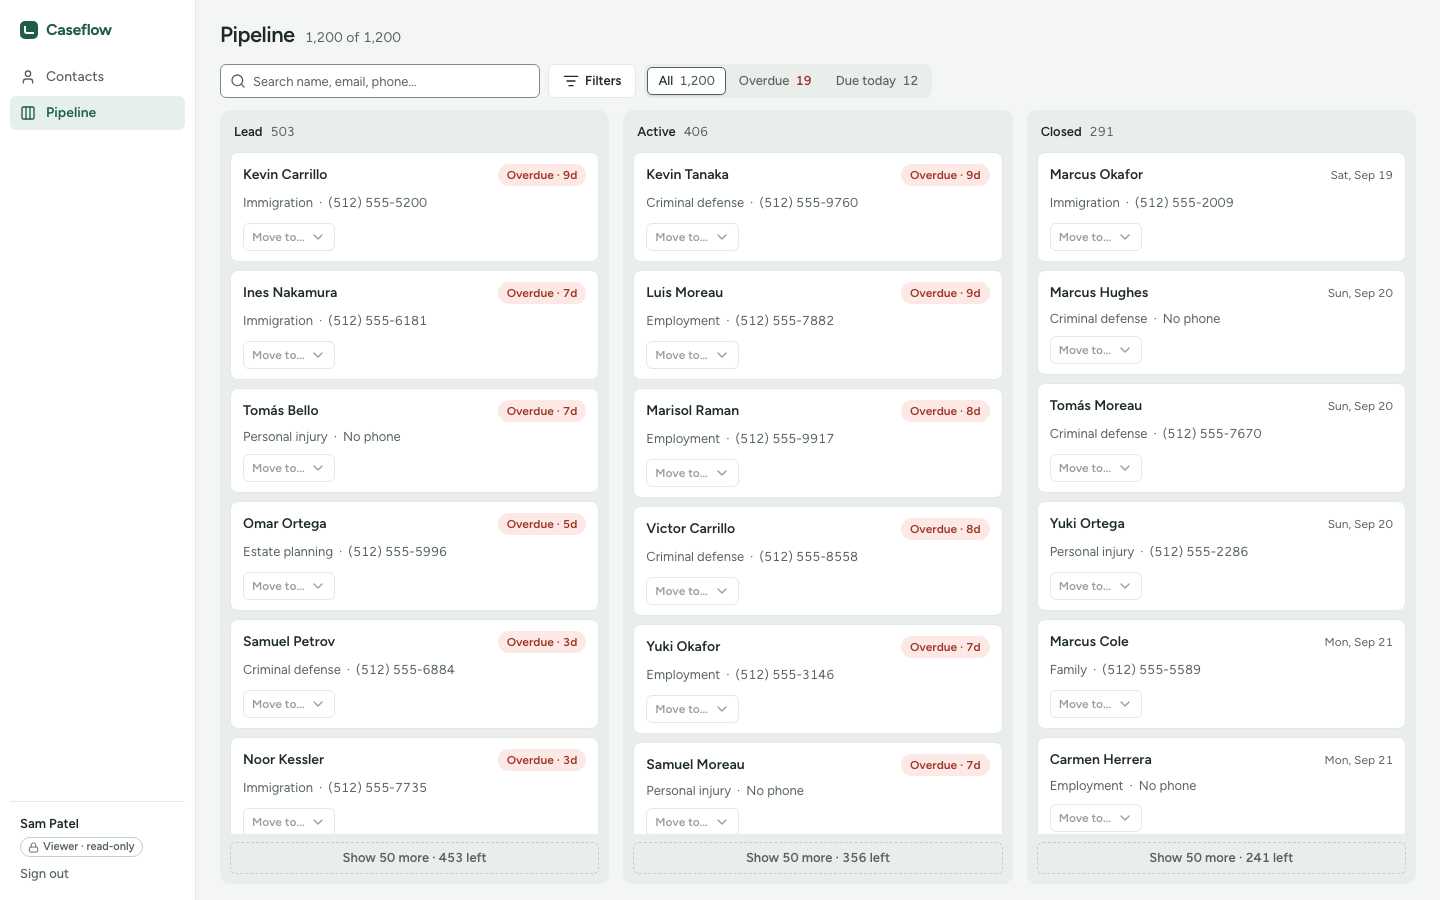 Caseflow
Contacts
Pipeline
Sam Patel
Viewer · read-only
Sign out
Pipeline 1,200 of 1,200
Search name, email, phone...
Filters
All 1,200
Overdue 19
Due today 12
Lead 503
Kevin Carrillo
Overdue · 9d
Immigration · (512) 555-5200
Move to...
Ines Nakamura
Overdue · 7d
Immigration · (512) 555-6181
Move to...
Tomás Bello
Overdue · 7d
Personal injury · No phone
Move to...
Omar Ortega
Overdue · 5d
Estate planning · (512) 555-5996
Move to...
Samuel Petrov
Overdue · 3d
Criminal defense · (512) 555-6884
Move to...
Noor Kessler
Overdue · 3d
Immigration · (512) 555-7735
Move to...
Show 50 more · 453 left
Active 406
Kevin Tanaka
Overdue · 9d
Criminal defense · (512) 555-9760
Move to...
Luis Moreau
Overdue · 9d
Employment · (512) 555-7882
Move to...
Marisol Raman
Overdue · 8d
Employment · (512) 555-9917
Move to...
Victor Carrillo
Overdue · 8d
Criminal defense · (512) 555-8558
Move to...
Yuki Okafor
Overdue · 7d
Employment · (512) 555-3146
Move to...
Samuel Moreau
Overdue · 7d
Personal injury · No phone
Move to...
Show 50 more · 356 left
Closed 291
Marcus Okafor
Sat, Sep 19
Immigration · (512) 555-2009
Move to...
Marcus Hughes
Sun, Sep 20
Criminal defense · No phone
Move to...
Tomás Moreau
Sun, Sep 20
Criminal defense · (512) 555-7670
Move to...
Yuki Ortega
Sun, Sep 20
Personal injury · (512) 555-2286
Move to...
Marcus Cole
Mon, Sep 21
Family · (512) 555-5589
Move to...
Carmen Herrera
Mon, Sep 21
Employment · No phone
Move to...
Show 50 more · 241 left